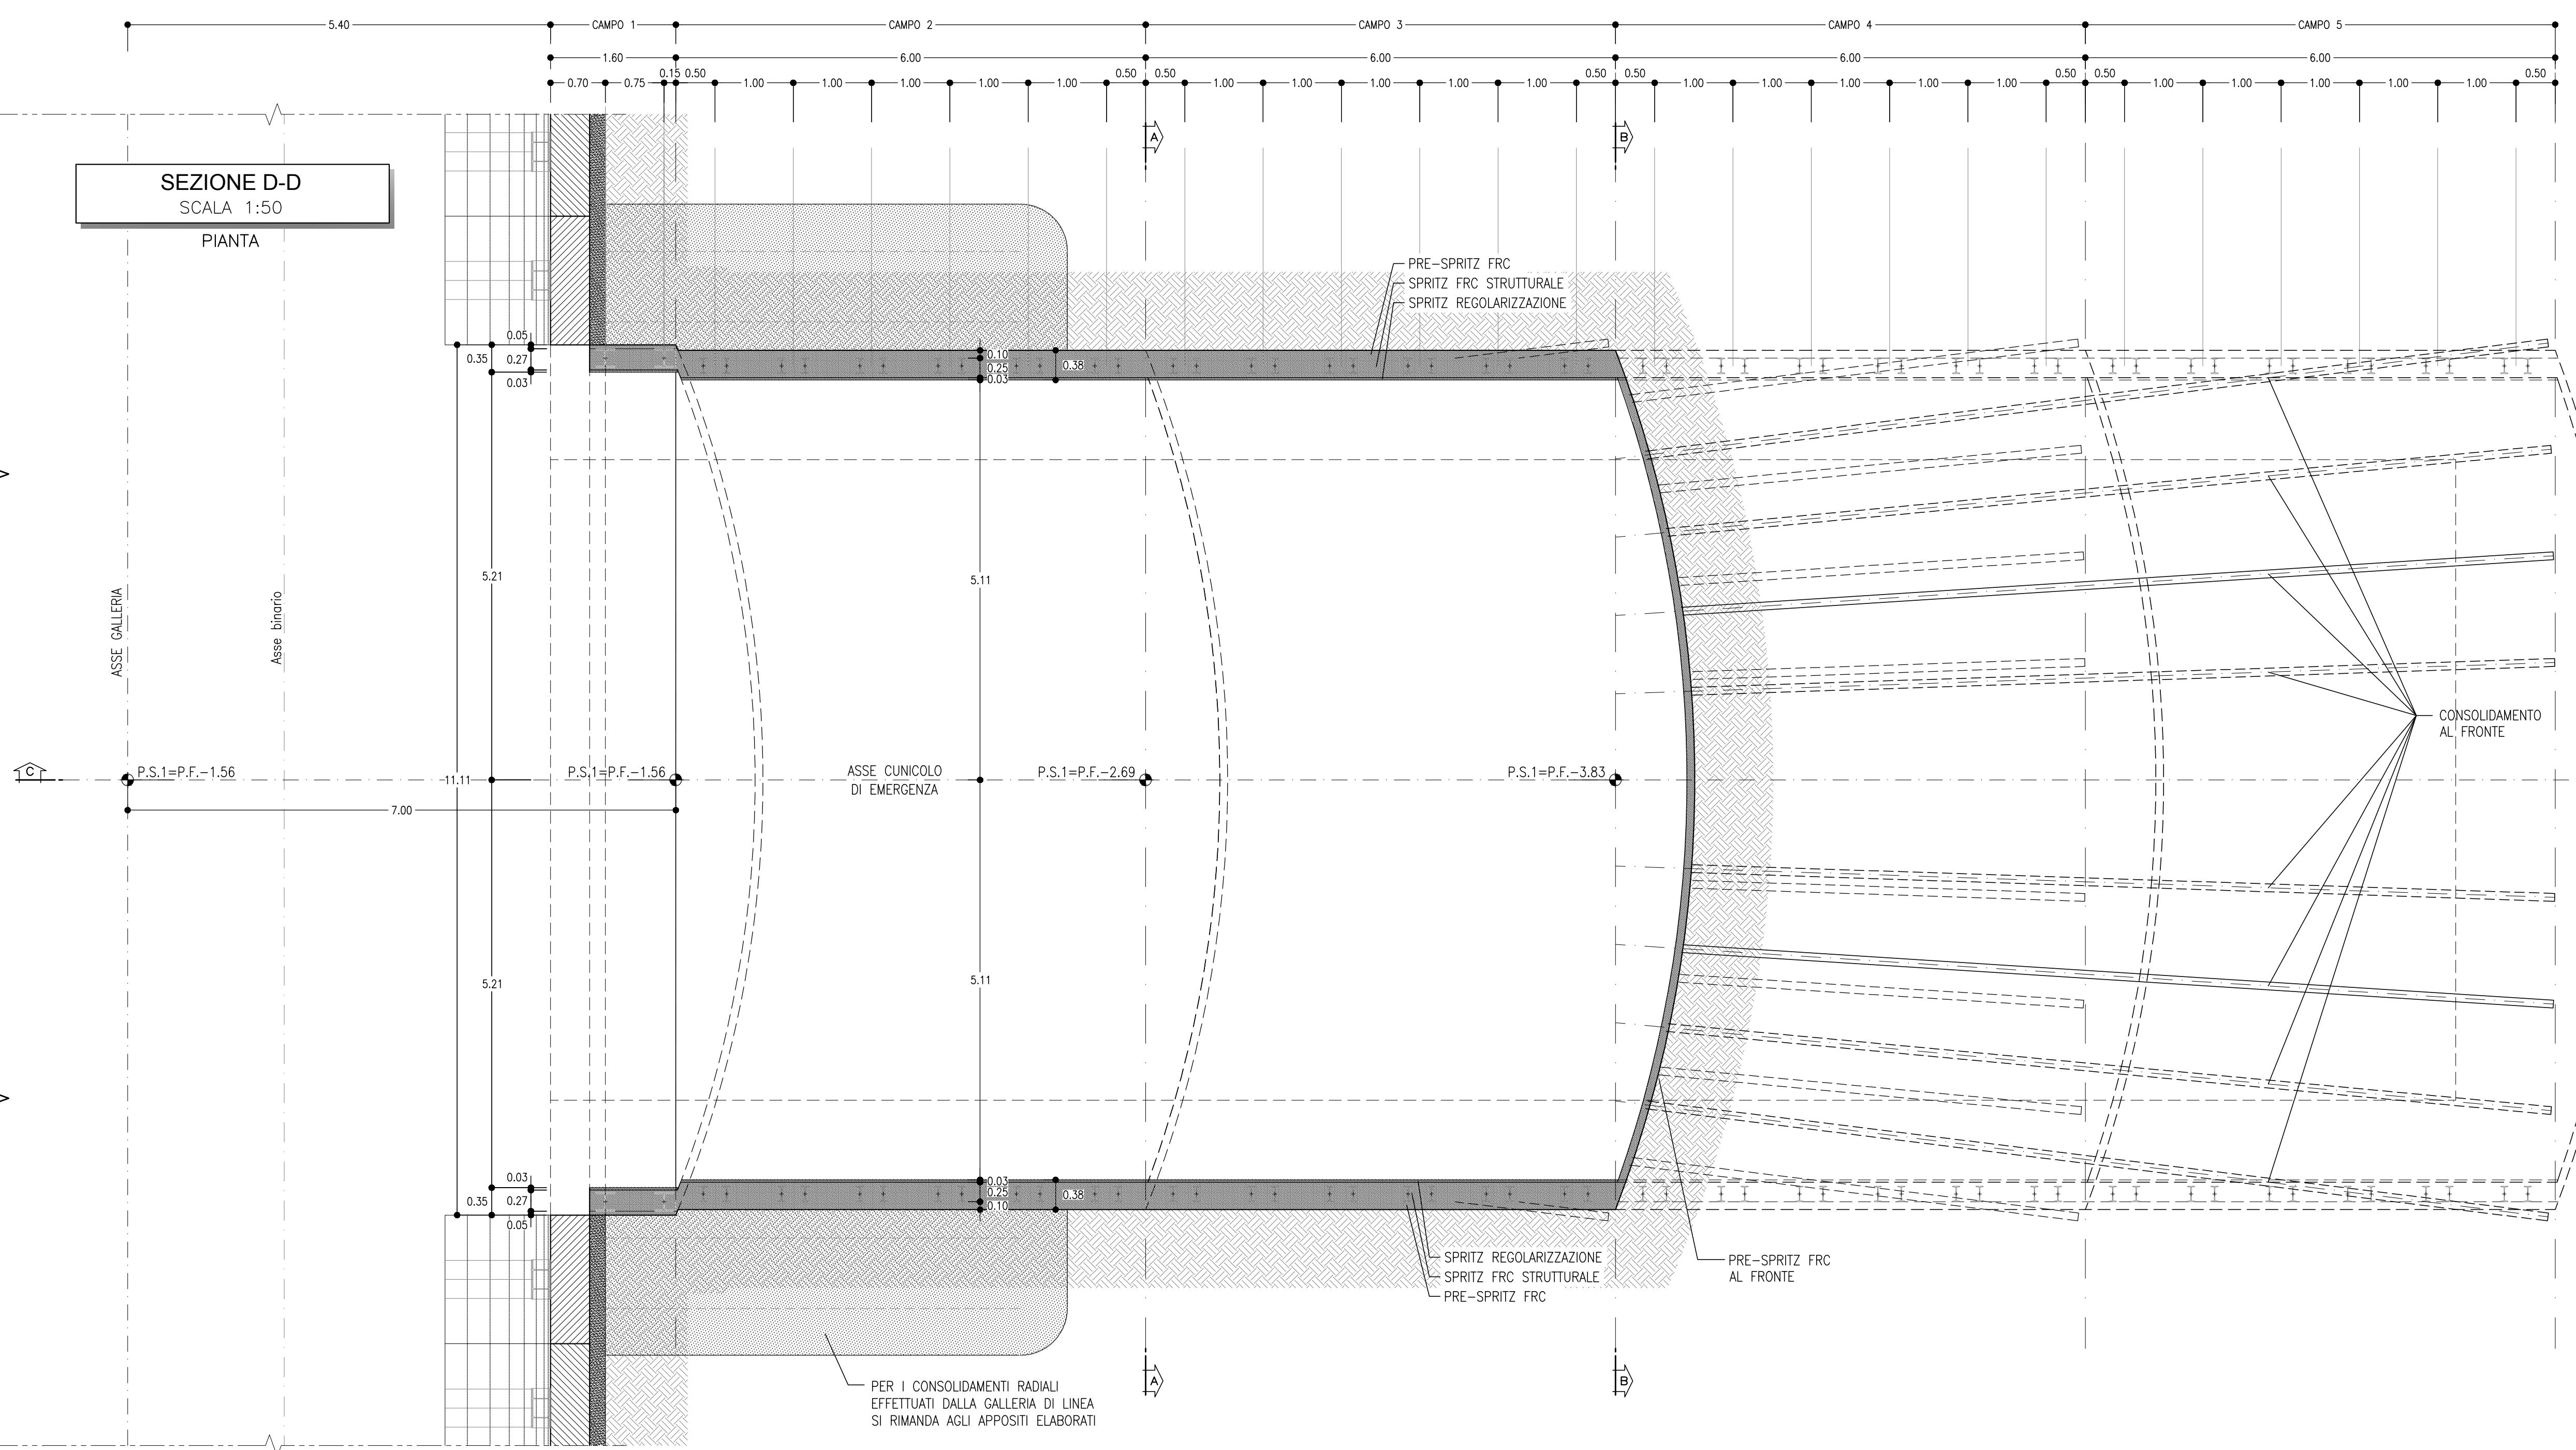 5.40 CAMPO 1 CAMPO 2 CAMPO 3 CAMPO 4 CAMPO 5
1.60 6.00 6.00 6.00 6.00
0.70 0.75 0.15 0.50 1.00 1.00 1.00 1.00 1.00 0.50 0.50 1.00 1.00 1.00 1.00 1.00 0.50 0.50 1.00 1.00 1.00 1.00 1.00 0.50 0.50 1.00 1.00 1.00 1.00 1.00 0.50
A B
SEZIONE D-D
SCALA 1:50
PIANTA
PRE-SPRITZ FRC
SPRITZ FRC STRUTTURALE
SPRITZ REGOLARIZZAZIONE
0.05
0.35 0.27
0.03
0.10
0.25 0.38
0.03
5.21 5.11
ASSE GALLERIA
Asse binario
CONSOLIDAMENTO
AL FRONTE
C
P.S.1=P.F.-1.56 P.S.1=P.F.-1.56 P.S.1=P.F.-2.69 P.S.1=P.F.-3.83
11.11
ASSE CUNICOLO
DI EMERGENZA
7.00
5.21 5.11
0.03
0.35 0.27
0.05
0.03
0.25 0.38
0.10
SPRITZ REGOLARIZZAZIONE
SPRITZ FRC STRUTTURALE
PRE-SPRITZ FRC
PRE-SPRITZ FRC
AL FRONTE
A B
PER I CONSOLIDAMENTI RADIALI
EFFETTUATI DALLA GALLERIA DI LINEA
SI RIMANDA AGLI APPOSITI ELABORATI